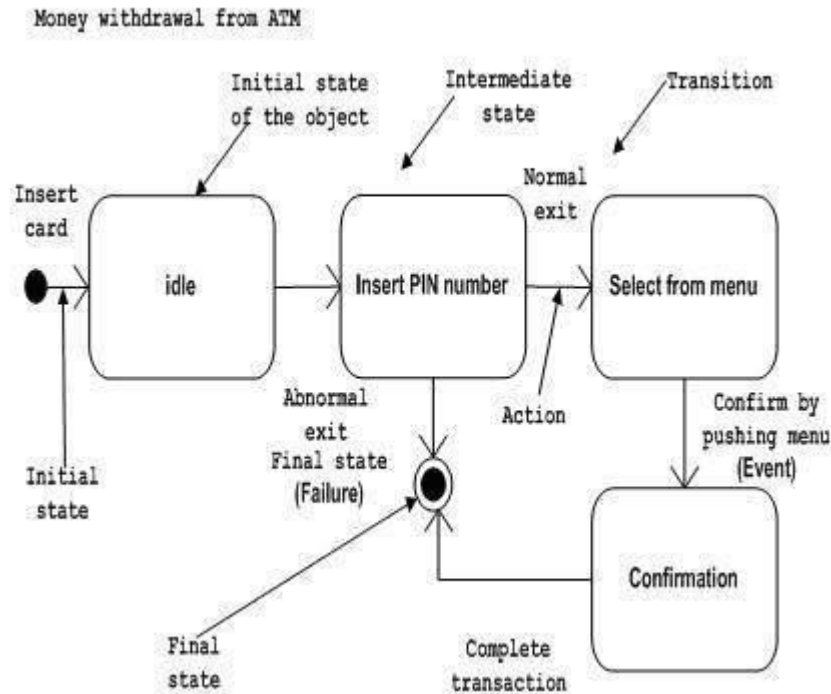 Money withdrawal from ATM
Initial state
of the object
Intermediate
state
Transition
Insert
card
Normal
exit
idle
Insert PIN number
Select from menu
Abnormal
exit
Final state
(Failure)
Action
Confirm by
pushing menu
(Event)
Initial
state
Confirmation
Final
state
Complete
transaction